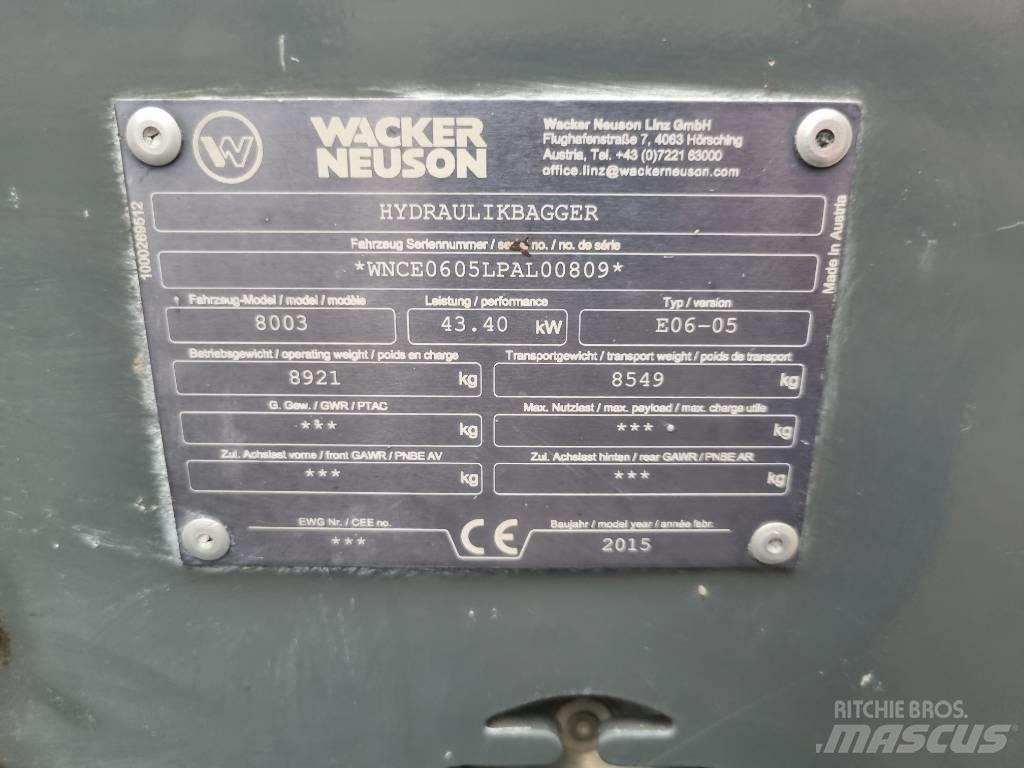 WACKER
NEUSON
Wacker Neuson Linz GmbH
Flughafenstraße 7, 4063 Hörsching
Austria, Tel. +43 (0)7221 63000
office.linz@wackerneuson.com
1000269512
Made in Austria
HYDRAULIKBAGGER
Fahrzeug Seriennummer / serial no. / no. de série
*WNCE0605LPAL00809*
Fahrzeug-Model / model / modèle
Leistung / performance
Typ / version
8003
43.40 kW
E06-05
Betriebsgewicht / operating weight / poids en charge
Transportgewicht / transport weight / poids de transport
8921 kg
8549 kg
G. Gew. / GWR / PTAC
Max. Nutzlast / max. payload / max. charge utile
*** kg
*** kg
Zul. Achslast vorne / front GAWR / PNBE AV
Zul. Achslast hinten / rear GAWR / PNBE AR
*** kg
*** kg
EWG Nr. / CEE no.
***
CE
Baujahr / model year / année fabr.
2015
RITCHIE BROS.
MASCUS